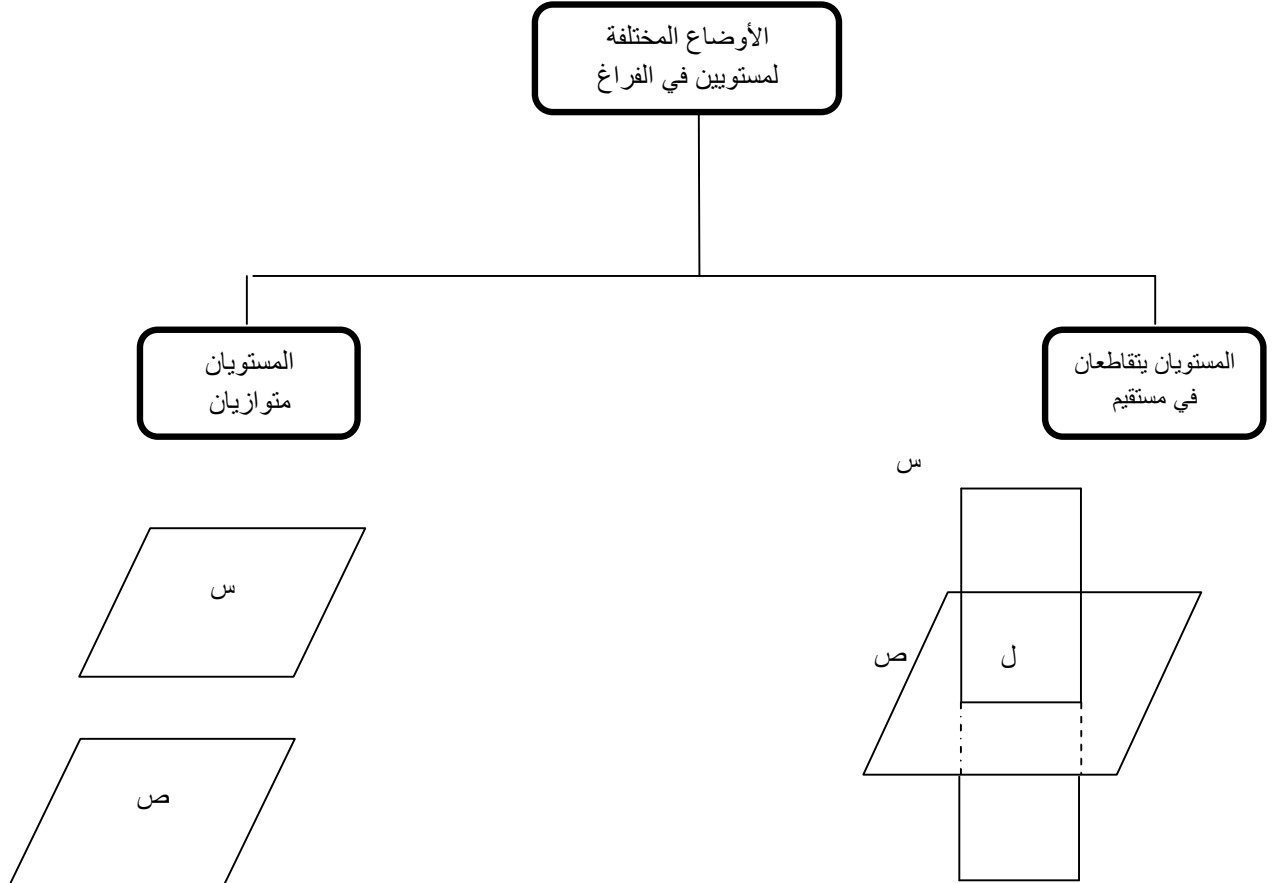 الأوضاع المختلفة
لمستويين في الفراغ
المستويان يتقاطعان
في مستقيم
المستويان
متوازيان
س
ص
ل
س
ص